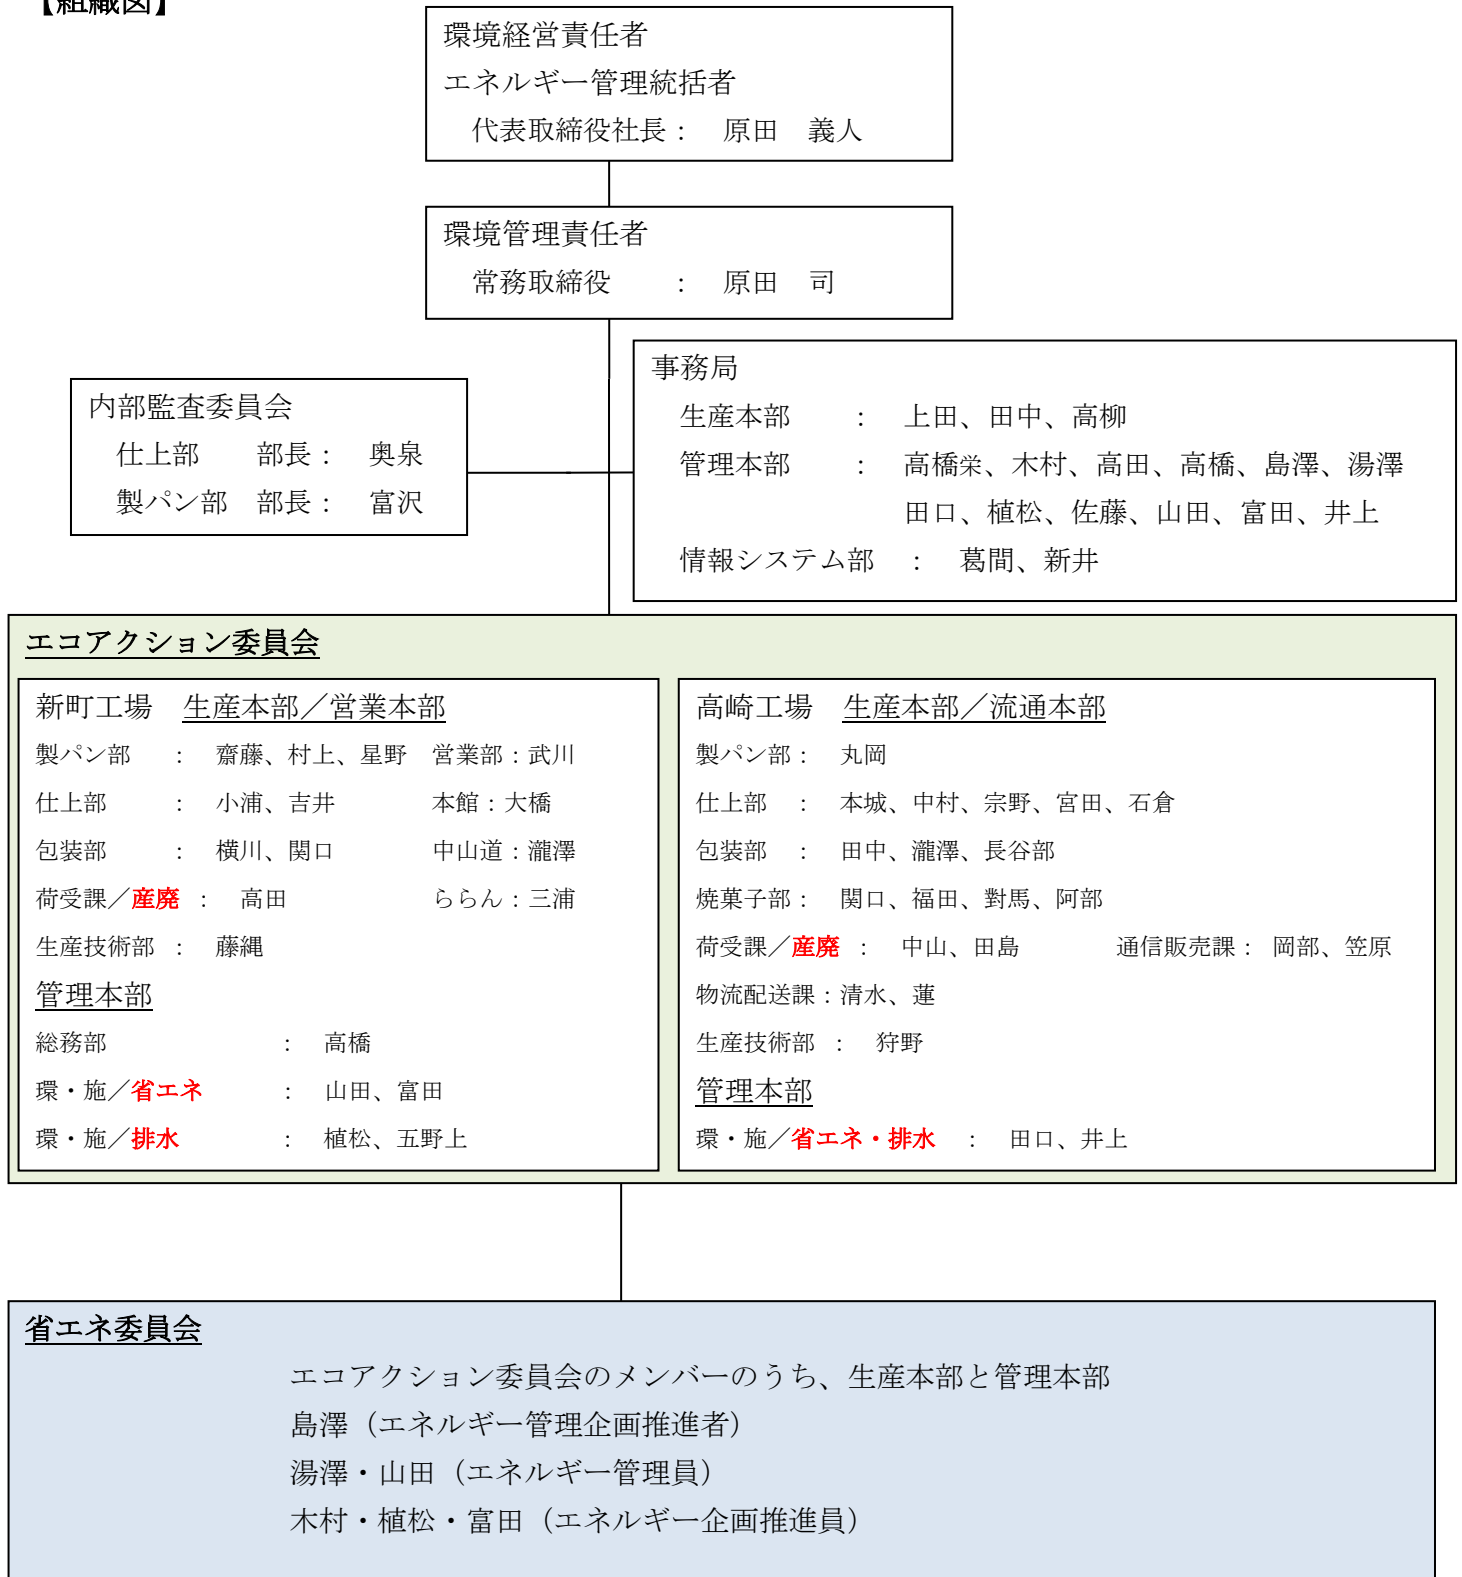 【組織図】
環境経営責任者
エネルギー管理統括者
代表取締役社長： 原田 義人
環境管理責任者
常務取締役 ： 原田 司
事務局
生産本部 ： 上田、田中、高柳
管理本部 ： 高橋栄、木村、高田、高橋、島澤、湯澤
田口、植松、佐藤、山田、富田、井上
情報システム部 ： 葛間、新井
内部監査委員会
仕上部 部長： 奥泉
製パン部 部長： 富沢
エコアクション委員会
新町工場 生産本部／営業本部
製パン部 ： 齋藤、村上、星野 営業部：武川
仕上部 ： 小浦、吉井 本館：大橋
包装部 ： 横川、関口 中山道：瀧澤
荷受課／産廃 ： 高田 ららん：三浦
生産技術部 ： 藤縄
管理本部
総務部 ： 高橋
環・施／省エネ ： 山田、富田
環・施／排水 ： 植松、五野上
高崎工場 生産本部／流通本部
製パン部： 丸岡
仕上部 ： 本城、中村、宗野、宮田、石倉
包装部 ： 田中、瀧澤、長谷部
焼菓子部： 関口、福田、對馬、阿部
荷受課／産廃 ： 中山、田島 通信販売課： 岡部、笠原
物流配送課：清水、蓮
生産技術部 ： 狩野
管理本部
環・施／省エネ・排水 ： 田口、井上
省エネ委員会
エコアクション委員会のメンバーのうち、生産本部と管理本部
島澤（エネルギー管理企画推進者）
湯澤・山田（エネルギー管理員）
木村・植松・富田（エネルギー企画推進員）